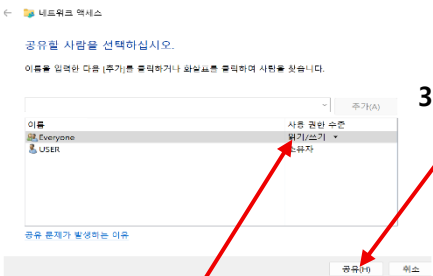 네트워크 액세스
공유할 사람을 선택하십시오.
이름을 입력한 다음 [추가]를 클릭하거나 화살표를 클릭하여 사람을 찾습니다.
추가(A)
3
이름 사용 권한 수준
Everyone 읽기/쓰기
USER 소유자
공유 문제가 발생하는 이유
공유(H) 취소